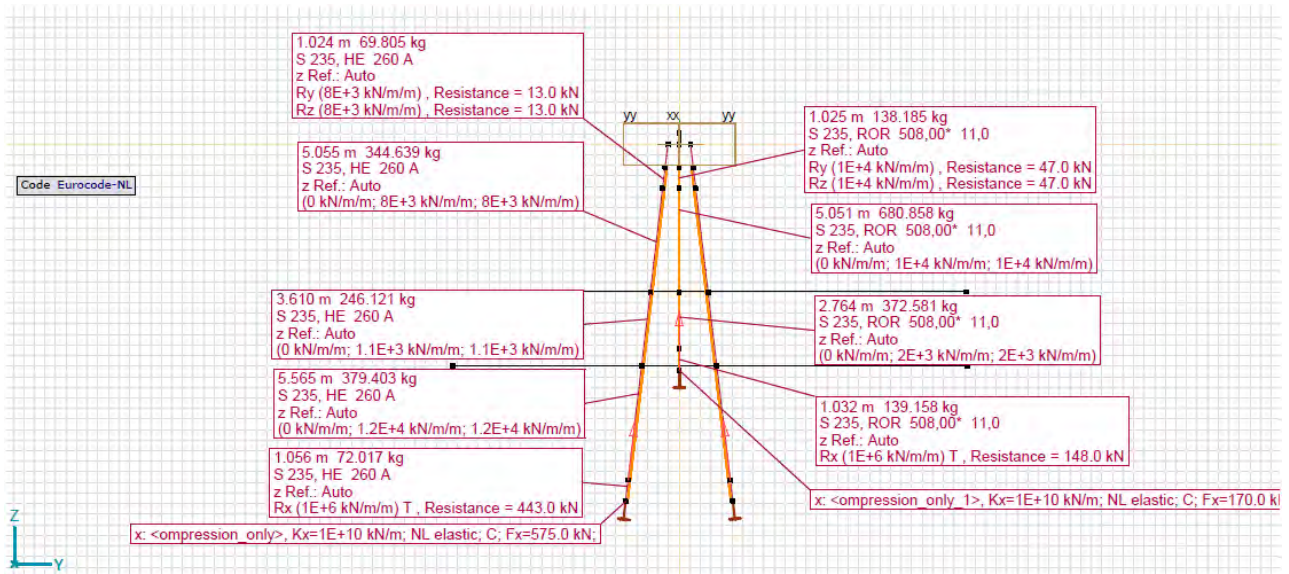 1.024 m 69.805 kg
S 235, HE 260 A
z Ref.: Auto
Ry (8E+3 kN/m/m) , Resistance = 13.0 kN
Rz (8E+3 kN/m/m) , Resistance = 13.0 kN
yy xx yy
1.025 m 138.185 kg
S 235, ROR 508,00* 11,0
z Ref.: Auto
Ry (1E+4 kN/m/m) , Resistance = 47.0 kN
Rz (1E+4 kN/m/m) , Resistance = 47.0 kN
5.055 m 344.639 kg
S 235, HE 260 A
z Ref.: Auto
(0 kN/m/m; 8E+3 kN/m/m; 8E+3 kN/m/m)
Code Eurocode-NL
5.051 m 680.858 kg
S 235, ROR 508,00* 11,0
z Ref.: Auto
(0 kN/m/m; 1E+4 kN/m/m; 1E+4 kN/m/m)
3.610 m 246.121 kg
S 235, HE 260 A
z Ref.: Auto
(0 kN/m/m; 1.1E+3 kN/m/m; 1.1E+3 kN/m/m)
2.764 m 372.581 kg
S 235, ROR 508,00* 11,0
z Ref.: Auto
(0 kN/m/m; 2E+3 kN/m/m; 2E+3 kN/m/m)
5.565 m 379.403 kg
S 235, HE 260 A
z Ref.: Auto
(0 kN/m/m; 1.2E+4 kN/m/m; 1.2E+4 kN/m/m)
1.032 m 139.158 kg
S 235, ROR 508,00* 11,0
z Ref.: Auto
Rx (1E+6 kN/m/m) T , Resistance = 148.0 kN
1.056 m 72.017 kg
S 235, HE 260 A
z Ref.: Auto
Rx (1E+6 kN/m/m) T , Resistance = 443.0 kN
x: <ompression_only_1>, Kx=1E+10 kN/m; NL elastic; C; Fx=170.0 k
x: <ompression_only>, Kx=1E+10 kN/m; NL elastic; C; Fx=575.0 kN;
Z
Y